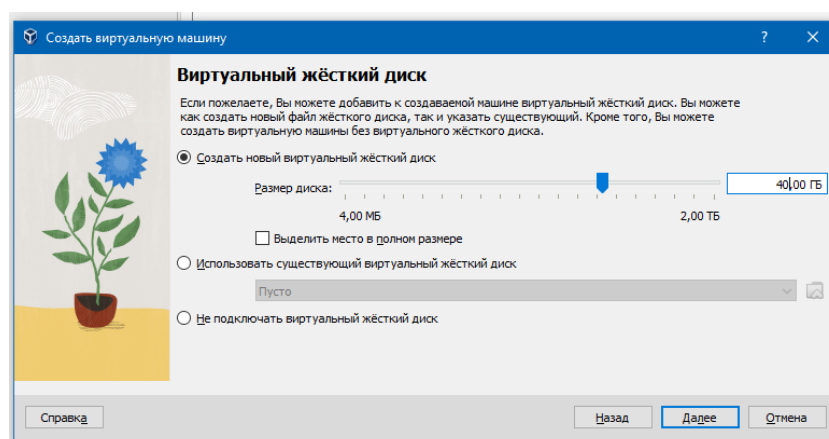 Создать виртуальную машину
?
Виртуальный жёсткий диск
Если пожелаете, Вы можете добавить к создаваемой машине виртуальный жёсткий диск. Вы можете
как создать новый файл жёсткого диска, так и указать существующий. Кроме того, Вы можете
создать виртуальную машины без виртуального жёсткого диска.
Создать новый виртуальный жёсткий диск
Размер диска:
40,00 ГБ
4,00 МБ
2,00 ТБ
Выделить место в полном размере
Использовать существующий виртуальный жёсткий диск
Пусто
Не подключать виртуальный жёсткий диск
Справка
Назад
Далее
Отмена